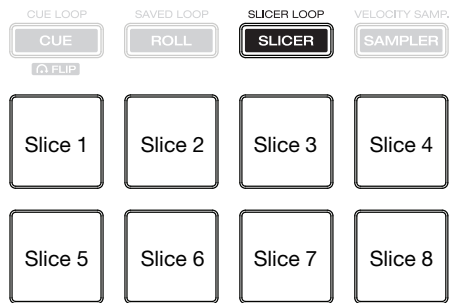 CUE LOOP SAVED LOOP SLICER LOOP VELOCITY SAMP.
CUE ROLL SLICER SAMPLER
FLIP
Slice 1 Slice 2 Slice 3 Slice 4
Slice 5 Slice 6 Slice 7 Slice 8